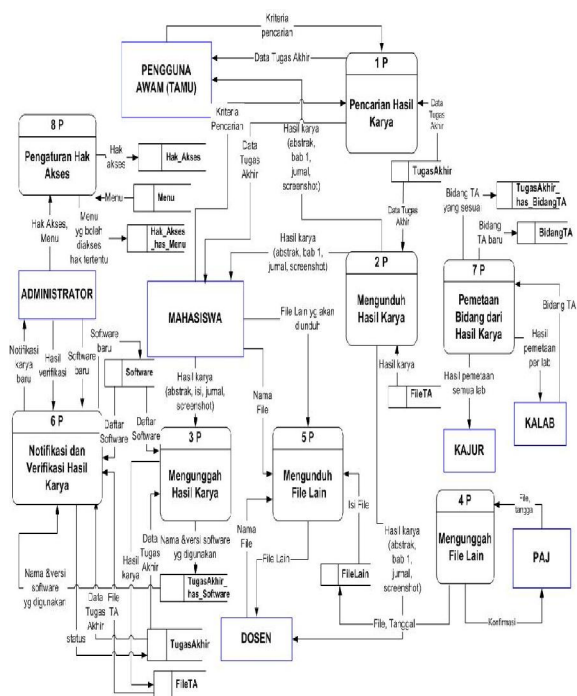 Kriteria
pencarian
PENGGUNA
AWAM (TAMU)
Data Tugas Akhir
1 P
Pencarian Hasil
Karya
Kriteria
Pencarian
Data
Tugas
Akhir
Hasil karya
(abstrak,
bab 1,
jurnal,
screenshot)
Data
Tugas
Akhir
TugasAkhir
Data Tugas
Akhir
8 P
Pengaturan Hak
Akses
Hak
akses
Hak_Akses
Menu
Menu
yg boleh
diakses
hak tertentu
Hak_Akses
_has_Menu
Hak Akses,
Menu
ADMINISTRATOR
Bidang TA
yang sesuai
TugasAkhir_
has_BidangTA
Bidang
TA baru
BidangTA
Hasil karya
(abstrak, bab 1,
jurnal, screenshot)
2 P
Mengunduh
Hasil Karya
7 P
Pemetaan
Bidang dari
Hasil Karya
Bidang TA
Hasil
pemetaan
per lab
Hasil pemetaan
semua lab
KALAB
KAJUR
MAHASISWA
File Lain yg akan
diunduh
Hasil karya
FileTA
Notifikasi
karya
baru
Hasil
verifikasi
Software
baru
Software
baru
Software
Hasil karya
(abstrak, isi, jurnal,
screenshot)
Nama
File
6 P
Notifikasi dan
Verifikasi Hasil
Karya
Daftar
Software
Daftar
Software
3 P
Mengunggah
Hasil Karya
5 P
Mengunduh
File Lain
4 P
Mengunggah
File Lain
File,
tanggal
PAJ
Konfirmasi
Isi File
FileLain
Hasil karya
(abstrak,
bab 1,
jurnal,
screenshot)
File, Tanggal
Nama
File
File Lain
DOSEN
Nama &versi software
yg digunakan
TugasAkhir_
has_Software
Data
Tugas
Akhir
Hasil
karya
Nama &versi
software
yg digunakan
Data
Tugas
Akhir
File
TA
status
TugasAkhir
FileTA